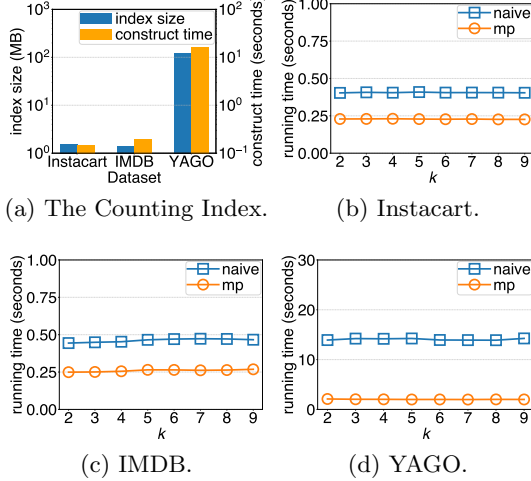 index size (MB)
10³
10²
10¹
10⁰
index size
construct time
10²
10¹
10⁰
10⁻¹
construct time (seconds)
Instacart IMDB YAGO
Dataset
(a) The Counting Index.
running time (seconds)
1.00
0.75
0.50
0.25
0.00
naive
mp
2 3 4 5 6 7 8 9
k
(b) Instacart.
running time (seconds)
1.00
0.75
0.50
0.25
0.00
naive
mp
2 3 4 5 6 7 8 9
k
(c) IMDB.
running time (seconds)
30
20
10
0
naive
mp
2 3 4 5 6 7 8 9
k
(d) YAGO.